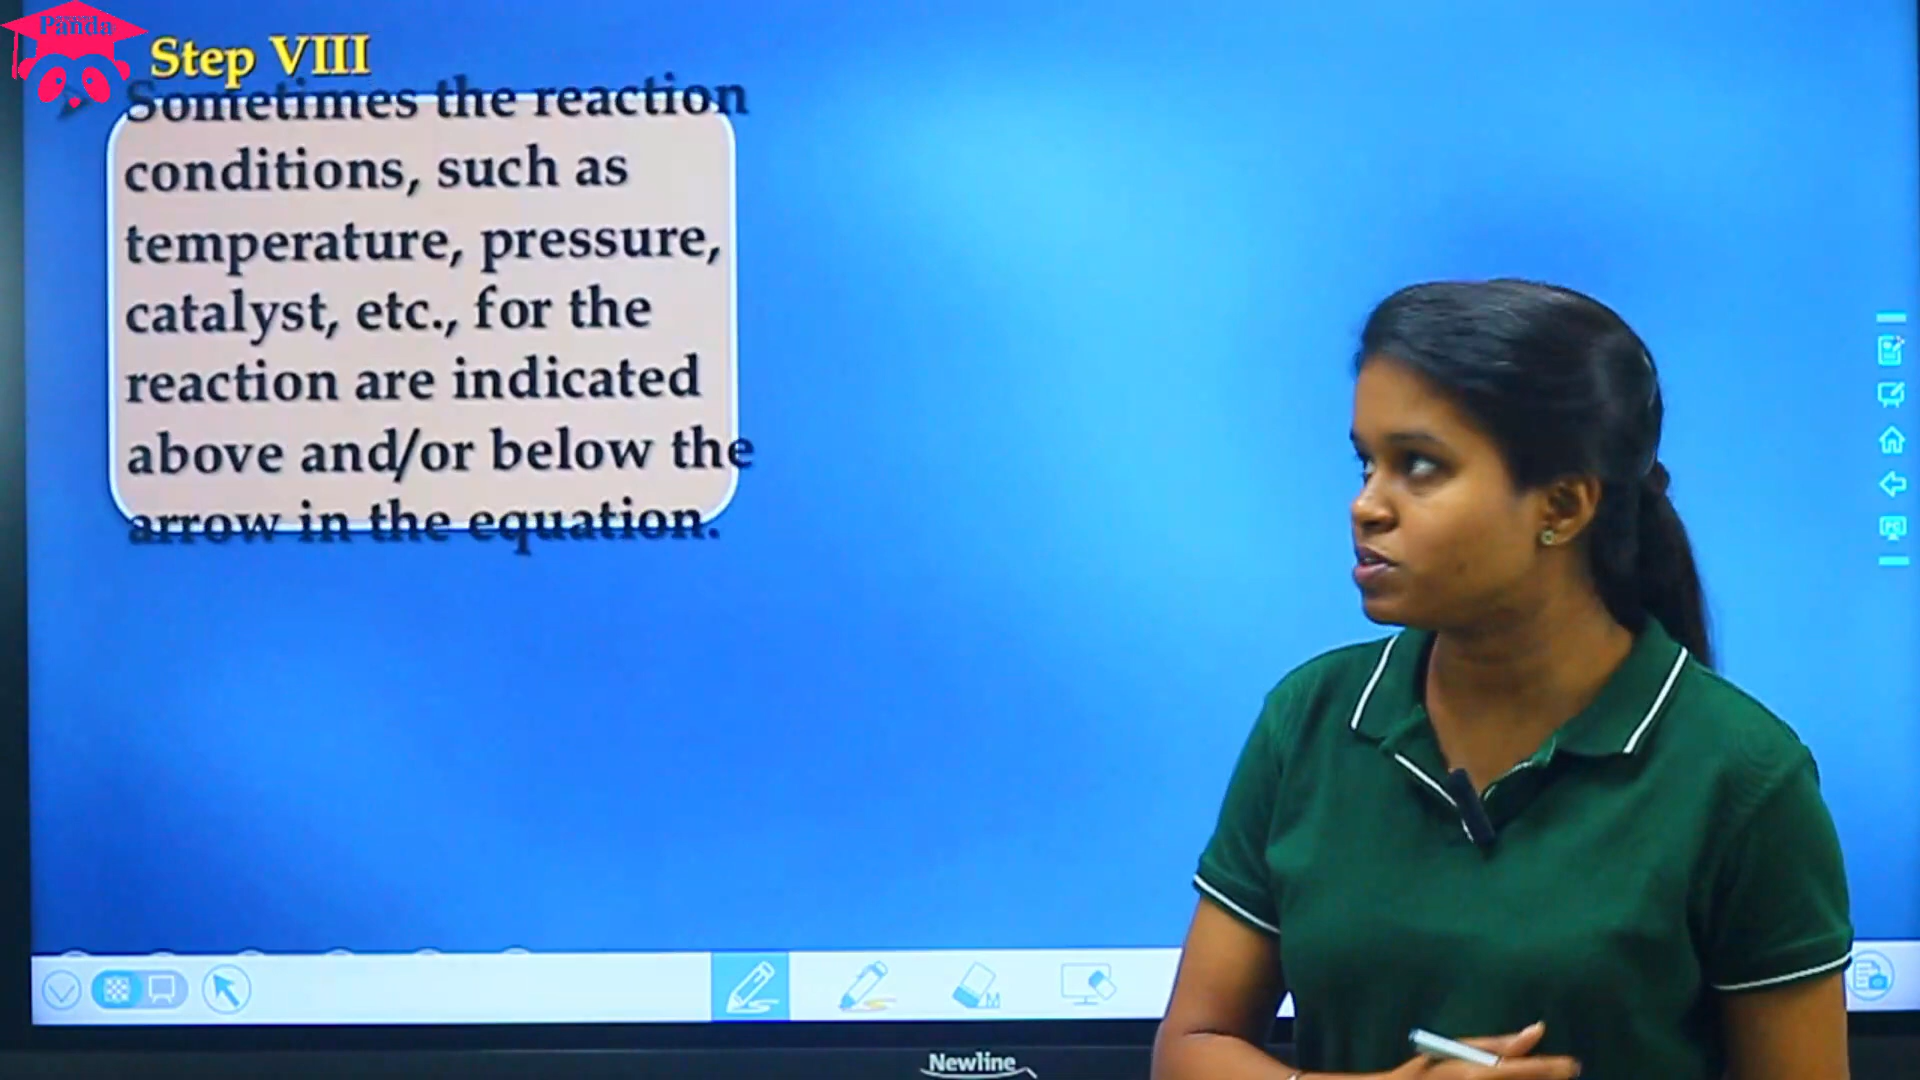 Panda
Step VIII
Sometimes the reaction
conditions, such as
temperature, pressure,
catalyst, etc., for the
reaction are indicated
above and/or below the
arrow in the equation.
M
PC
Newline